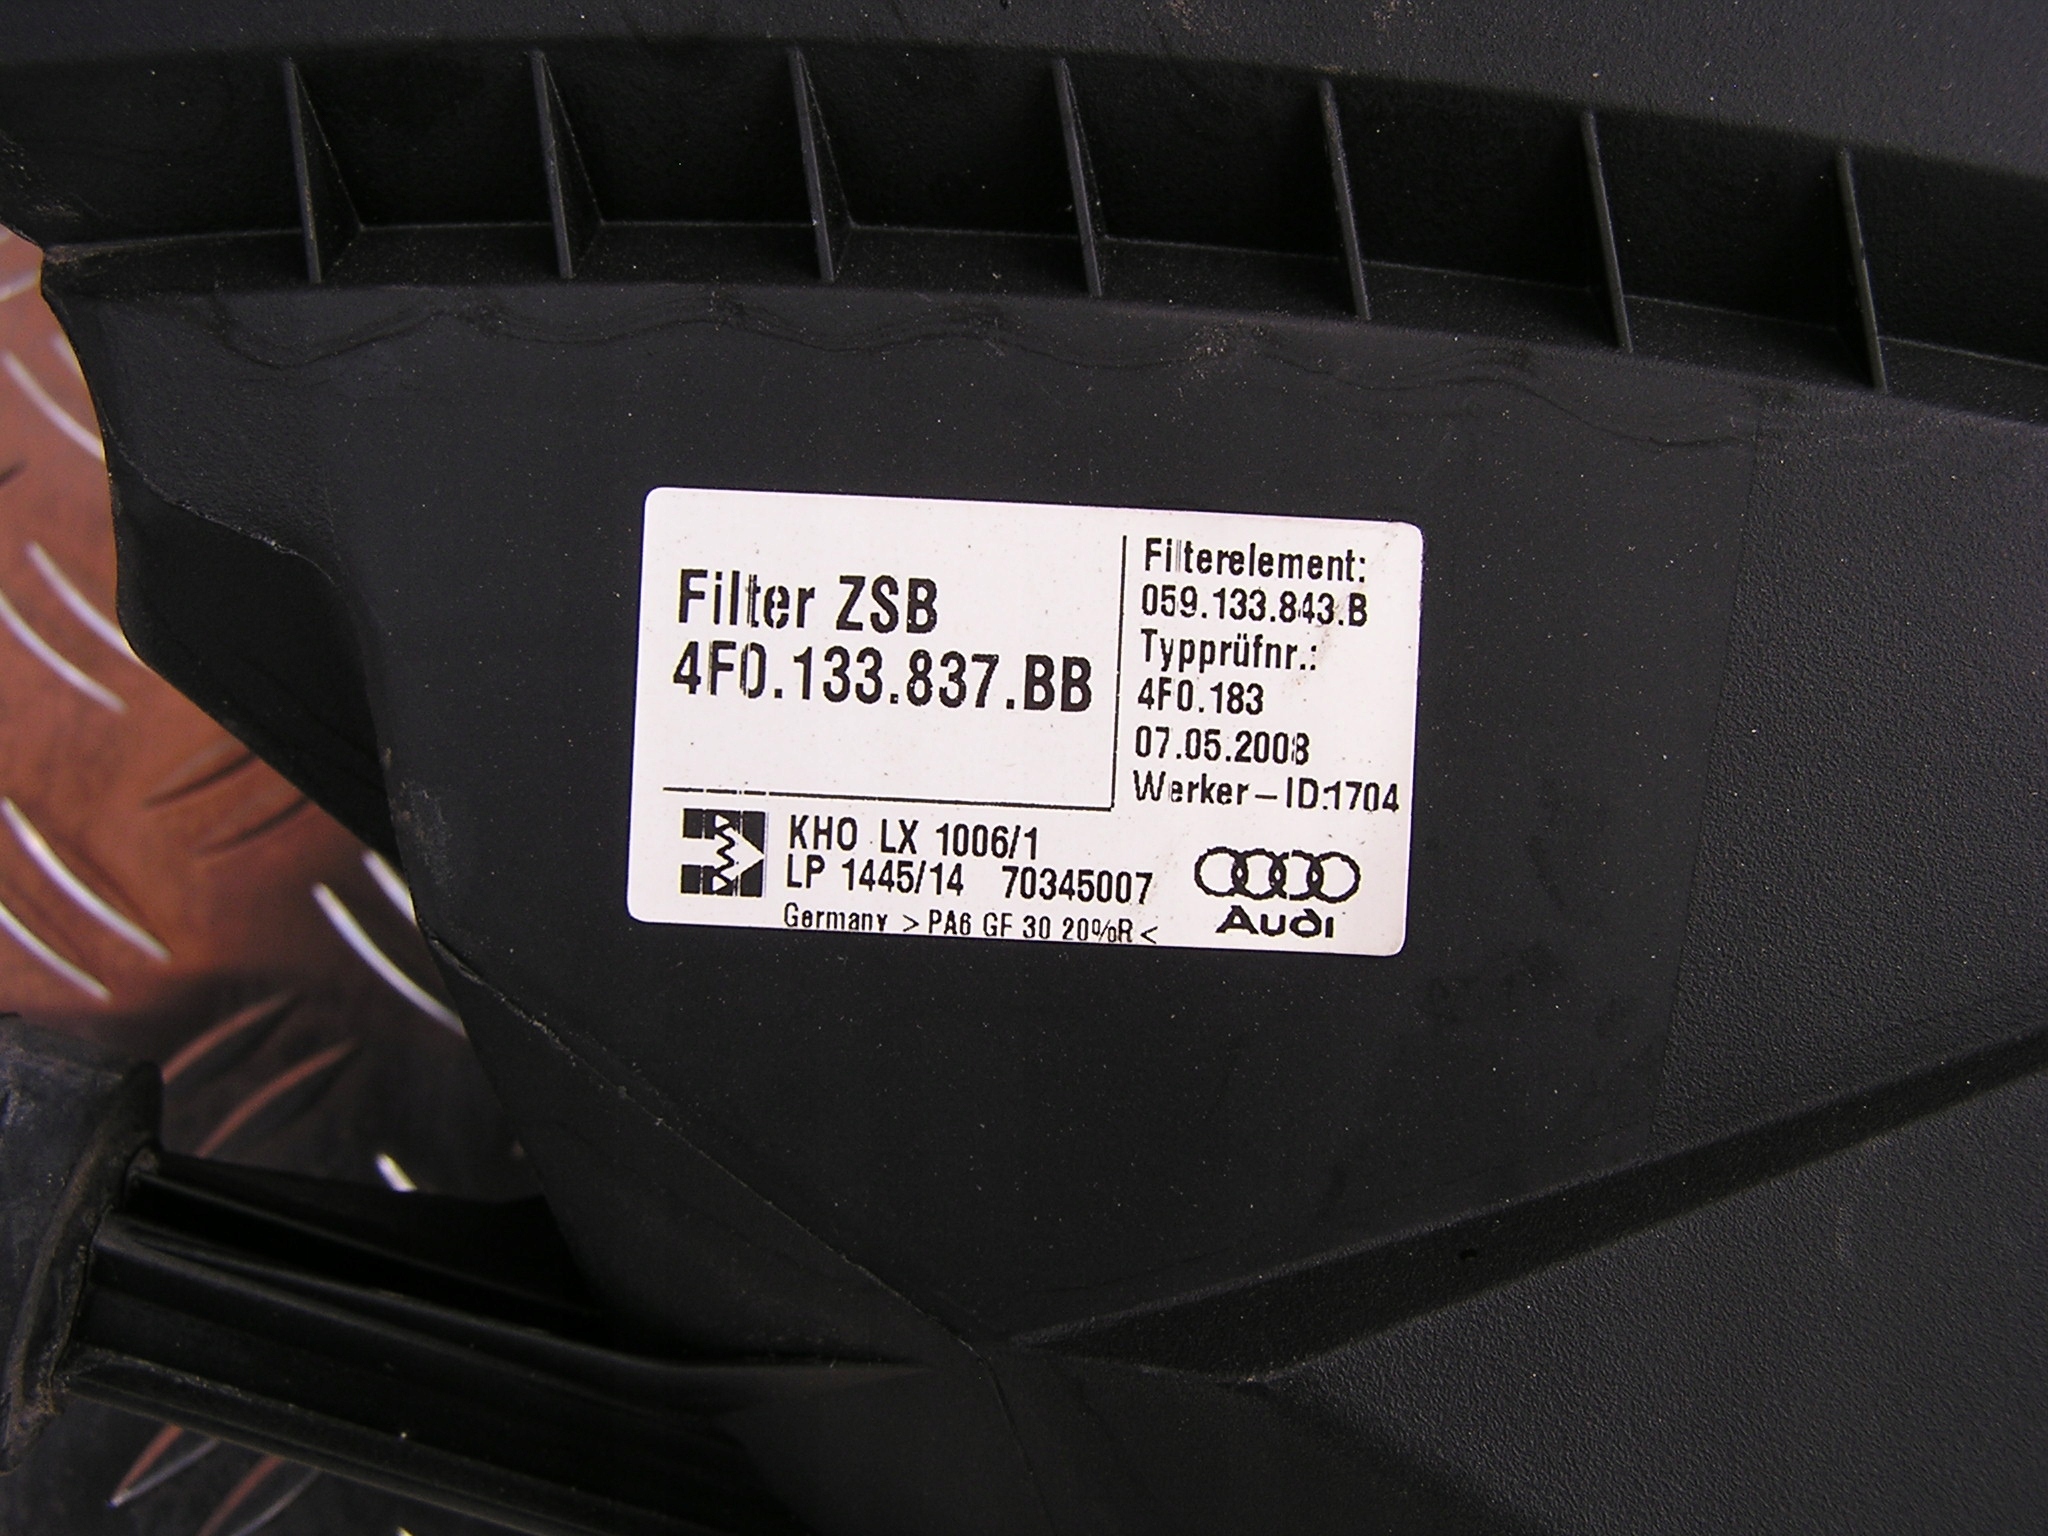 Filter ZSB
4F0.133.837.BB
Filterelement:
059.133.843.B
Typprüfnr.:
4F0.183
07.05.2008
Werker-ID:1704
KHO LX 1006/1
LP 1445/14 70345007
Germany >PA6 GF 30 20%R<
Audi